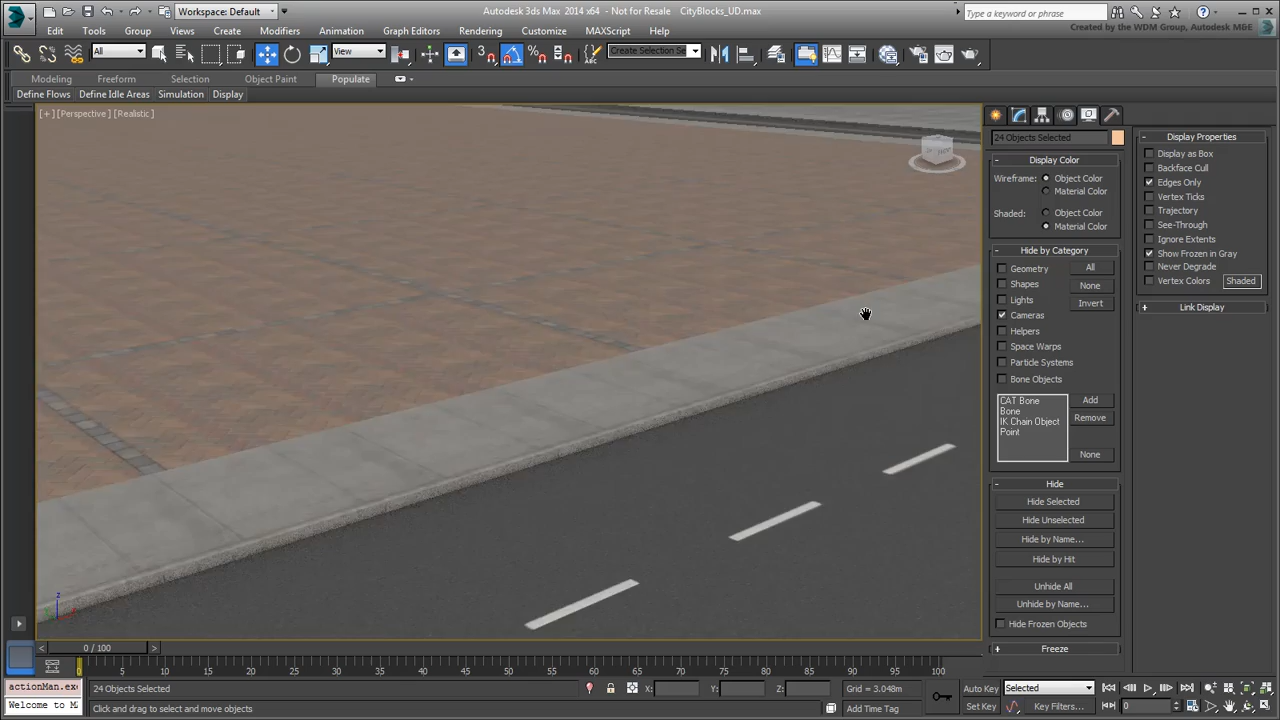 Workspace: Default
Autodesk 3ds Max 2014 x64 - Not for Resale CityBlocks_UD.max
Type a keyword or phrase
Created by the WDM Group, Autodesk M&E
Edit Tools Group Views Create Modifiers Animation Graph Editors Rendering Customize MAXScript Help
All View Create Selection Se
Modeling Freeform Selection Object Paint Populate
Define Flows Define Idle Areas Simulation Display
[+] [Perspective] [Realistic]
24 Objects Selected
Display Color
Wireframe: Object Color
Material Color
Shaded: Object Color
Material Color
Hide by Category
Geometry All
Shapes None
Lights Invert
Cameras
Helpers
Space Warps
Particle Systems
Bone Objects
CAT Bone Add
Bone Remove
IK Chain Object
Point
None
Hide
Hide Selected
Hide Unselected
Hide by Name...
Hide by Hit
Unhide All
Unhide by Name...
Hide Frozen Objects
Freeze
Display Properties
Display as Box
Backface Cull
Edges Only
Vertex Ticks
Trajectory
See-Through
Ignore Extents
Show Frozen in Gray
Never Degrade
Vertex Colors Shaded
Link Display
0 / 100
0 5 10 15 20 25 30 35 40 45 50 55 60 65 70 75 80 85 90 95 100
actionMan.exe
Welcome to M
24 Objects Selected X: Y: Z: Grid = 3.048m
Click and drag to select and move objects Add Time Tag
Auto Key Selected
Set Key Key Filters... 0